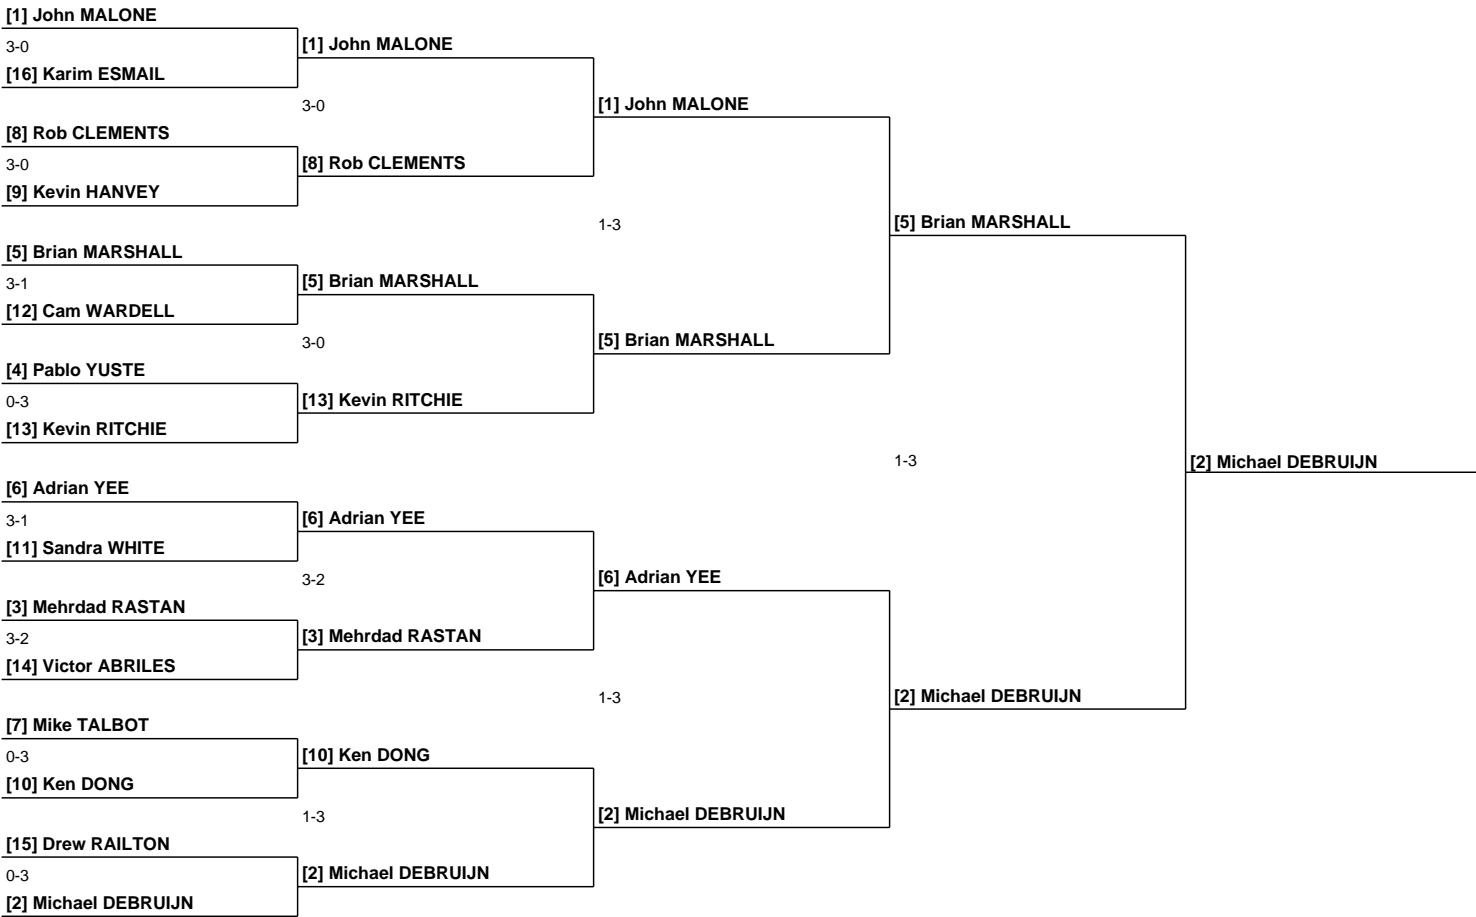 [1] John MALONE
3-0
[16] Karim ESMAIL
[8] Rob CLEMENTS
3-0
[9] Kevin HANVEY
[5] Brian MARSHALL
3-1
[12] Cam WARDELL
[4] Pablo YUSTE
0-3
[13] Kevin RITCHIE
[6] Adrian YEE
3-1
[11] Sandra WHITE
[3] Mehrdad RASTAN
3-2
[14] Victor ABRILES
[7] Mike TALBOT
0-3
[10] Ken DONG
[15] Drew RAILTON
0-3
[2] Michael DEBRUIJN
[1] John MALONE
3-0
[8] Rob CLEMENTS
[5] Brian MARSHALL
3-0
[13] Kevin RITCHIE
[6] Adrian YEE
3-2
[3] Mehrdad RASTAN
[10] Ken DONG
1-3
[2] Michael DEBRUIJN
[1] John MALONE
1-3
[5] Brian MARSHALL
[6] Adrian YEE
1-3
[2] Michael DEBRUIJN
[5] Brian MARSHALL
1-3
[2] Michael DEBRUIJN
[2] Michael DEBRUIJN